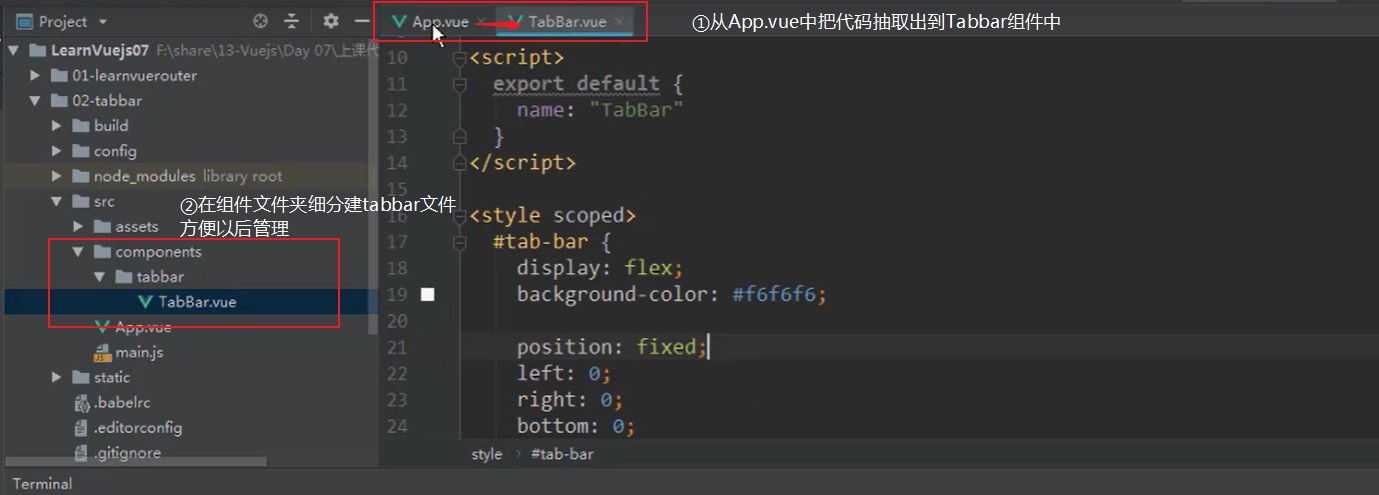 Project
App.vue
TabBar.vue
①从App.vue中把代码抽取出到Tabbar组件中
LearnVuejs07 F:\share\13-Vuejs\Day 07\上课代
01-learnvuerouter
02-tabbar
build
config
node_modules library root
src
②在组件文件夹细分建tabbar文件
方便以后管理
assets
components
tabbar
TabBar.vue
App.vue
main.js
static
.babelrc
.editorconfig
.gitignore
10 <script>
11 export default {
12 name: "TabBar"
13 }
14 </script>
15
16 <style scoped>
17 #tab-bar {
18 display: flex;
19 background-color: #f6f6f6;
20
21 position: fixed;
22 left: 0;
23 right: 0;
24 bottom: 0;
style › #tab-bar
Terminal